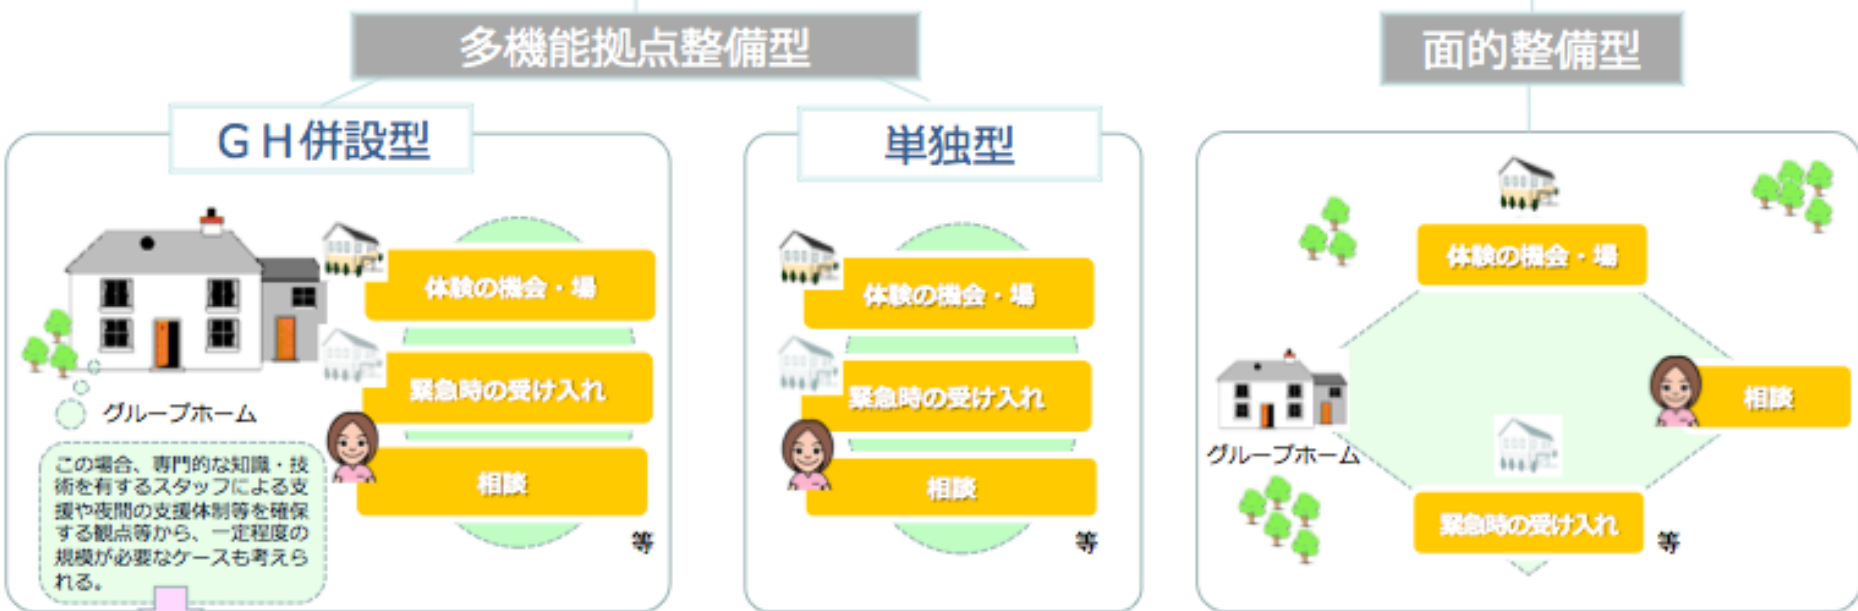 多機能拠点整備型
面的整備型
ＧＨ併設型
単独型
体験の機会・場
緊急時の受け入れ
相談
等
グループホーム
この場合、専門的な知識・技
術を有するスタッフによる支
援や夜間の支援体制等を確保
する観点等から、一定程度の
規模が必要なケースも考えら
れる。
体験の機会・場
緊急時の受け入れ
相談
等
体験の機会・場
相談
グループホーム
緊急時の受け入れ
等